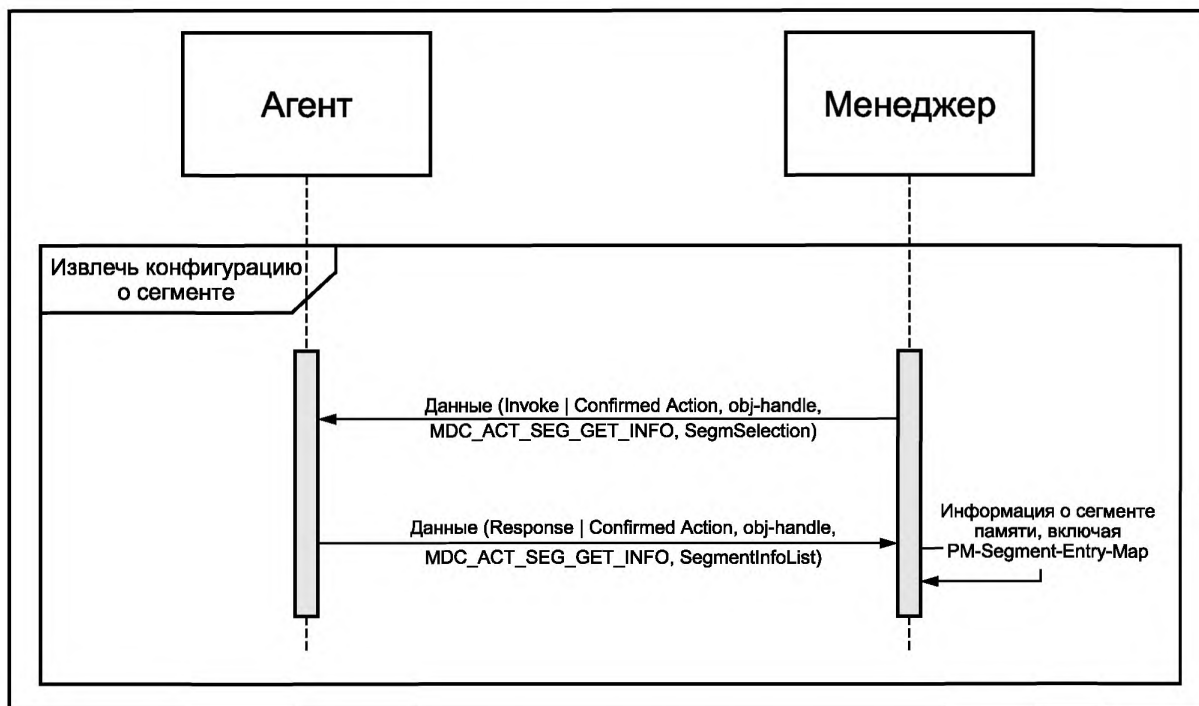 Агент
Менеджер
Извлечь конфигурацию
о сегменте
Данные (Invoke | Confirmed Action, obj-handle,
MDC_ACT_SEG_GET_INFO, SegmSelection)
Данные (Response | Confirmed Action, obj-handle,
MDC_ACT_SEG_GET_INFO, SegmentInfoList)
Информация о сегменте
памяти, включая
PM-Segment-Entry-Map